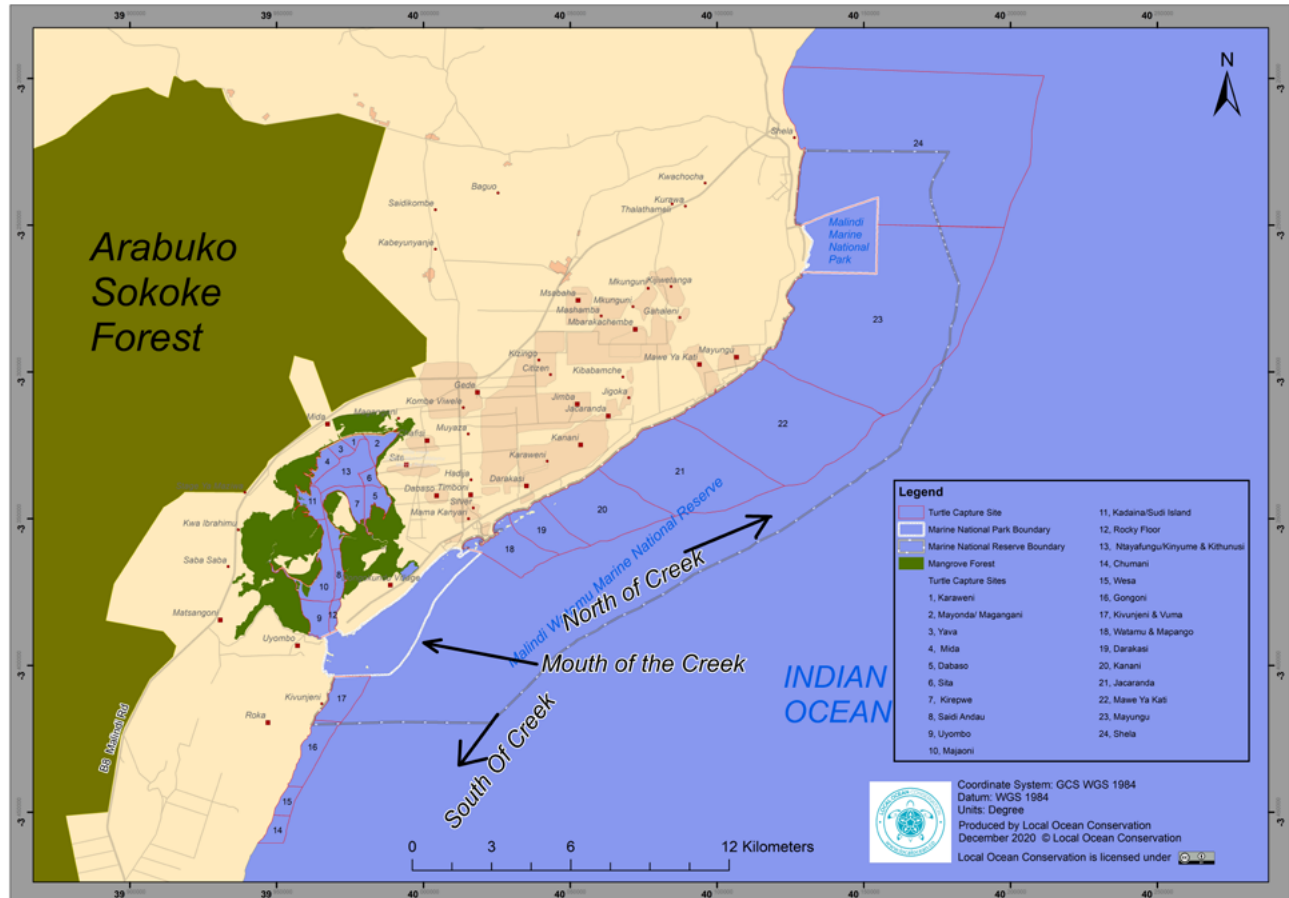 39
39
40
40
40
40
40
40
N
Shela
24
Kwachocha
Baguo
Saidikombe
Kurawa
Thalathameli
Malindi
Marine
National
Park
Arabuko
Sokoke
Forest
Kabeyunyanje
Mkunguni
Kijiwetanga
Msabaha
Mkunguni
Mashamba
Gahaleni
Mbarakachembe
23
Kizingo
Mayungu
Mawe Ya Kati
Citizen
Kibabamche
Gede
Jigoka
Kombe Viwele
Jimba
Jacaranda
Mida
22
Muyaza
Kanani
1
2
3
4
Sita
Karaweni
21
13
6
Hadija
Darakasi
11
7
5
Dabaso
Timboni
20
Mama Kanyari
Kwa Ibrahimu
19
18
Saba Saba
8
10
Matsangoni
9
12
Uyombo
Malindi Watamu Marine National Reserve
North of Creek
Mouth of the Creek
INDIAN
OCEAN
Kivunjeni
17
Roka
16
South Of Creek
B8 Malindi Rd
15
14
0
3
6
9
12 Kilometers
Legend
Turtle Capture Site
Marine National Park Boundary
Marine National Reserve Boundary
Mangrove Forest
Turtle Capture Sites
1, Karaweni
2, Mayonda/ Magangani
3, Yava
4, Mida
5, Dabaso
6, Sita
7, Kirepwe
8, Saidi Andau
9, Uyombo
10, Majaoni
11, Kadaina/Sudi Island
12, Rocky Floor
13, Ntayafungu/Kinyume & Kithunusi
14, Chumani
15, Wesa
16, Gongoni
17, Kivunjeni & Vuma
18, Watamu & Mapango
19, Darakasi
20, Kanani
21, Jacaranda
22, Mawe Ya Kati
23, Mayungu
24, Shela
Coordinate System: GCS WGS 1984
Datum: WGS 1984
Units: Degree
Produced by Local Ocean Conservation
December 2020 © Local Ocean Conservation
Local Ocean Conservation is licensed under
39
39
40
40
40
40
40
40